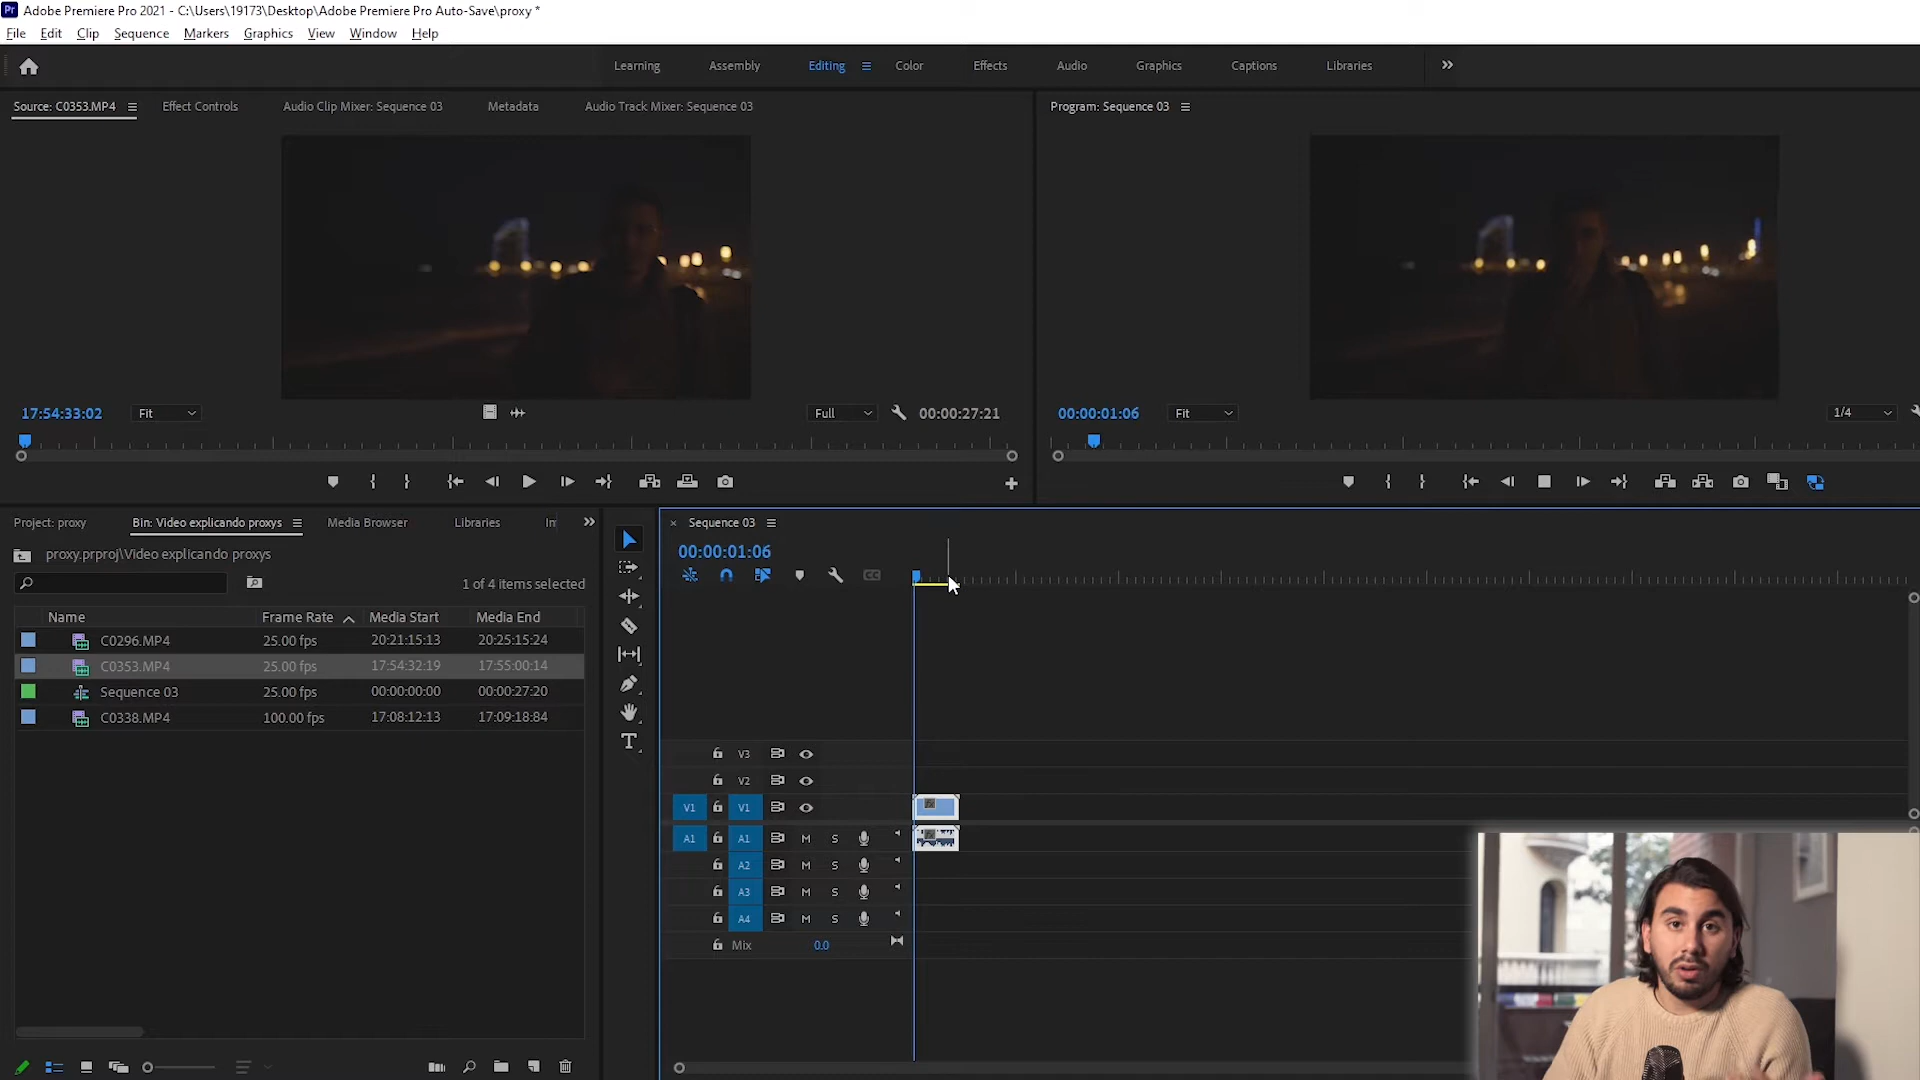 Pr Adobe Premiere Pro 2021 - C:\Users\19173\Desktop\Adobe Premiere Pro Auto-Save\proxy *
File Edit Clip Sequence Markers Graphics View Window Help
Learning Assembly Editing Color Effects Audio Graphics Captions Libraries
Source: C0353.MP4 Effect Controls Audio Clip Mixer: Sequence 03 Metadata Audio Track Mixer: Sequence 03
Program: Sequence 03
17:54:33:02 Fit Full 00:00:27:21
00:00:01:06 Fit 1/4
Project: proxy Bin: Video explicando proxys Media Browser Libraries In
Sequence 03
proxy.prproj\Video explicando proxys
00:00:01:06
1 of 4 items selected
Name Frame Rate Media Start Media End
C0296.MP4 25.00 fps 20:21:15:13 20:25:15:24
C0353.MP4 25.00 fps 17:54:32:19 17:55:00:14
Sequence 03 25.00 fps 00:00:00:00 00:00:27:20
C0338.MP4 100.00 fps 17:08:12:13 17:09:18:84
V3
V2
V1 V1
A1 A1 M S
A2 M S
A3 M S
A4 M S
Mix 0.0